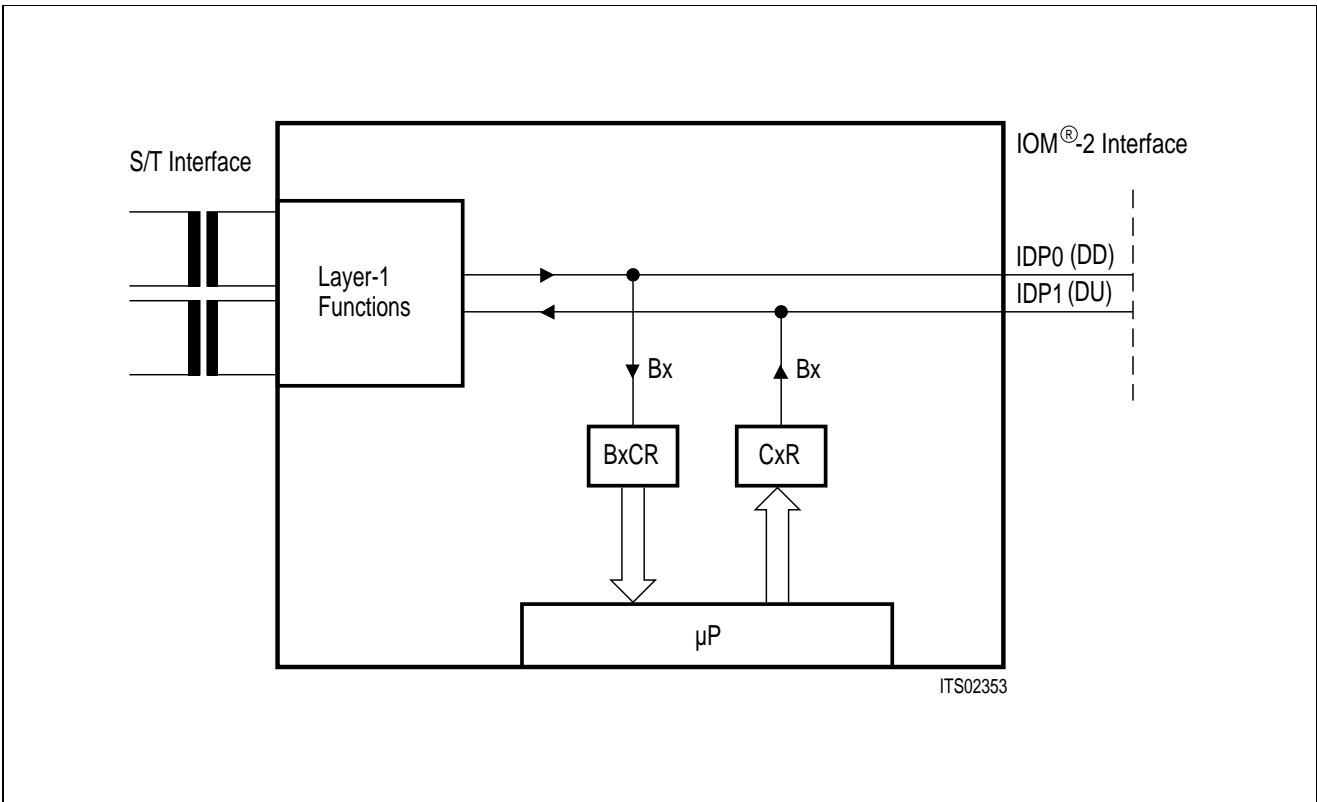 S/T Interface
IOM®-2 Interface
Layer-1
Functions
IDP0 (DD)
IDP1 (DU)
Bx
Bx
BxCR
CxR
µP
ITS02353